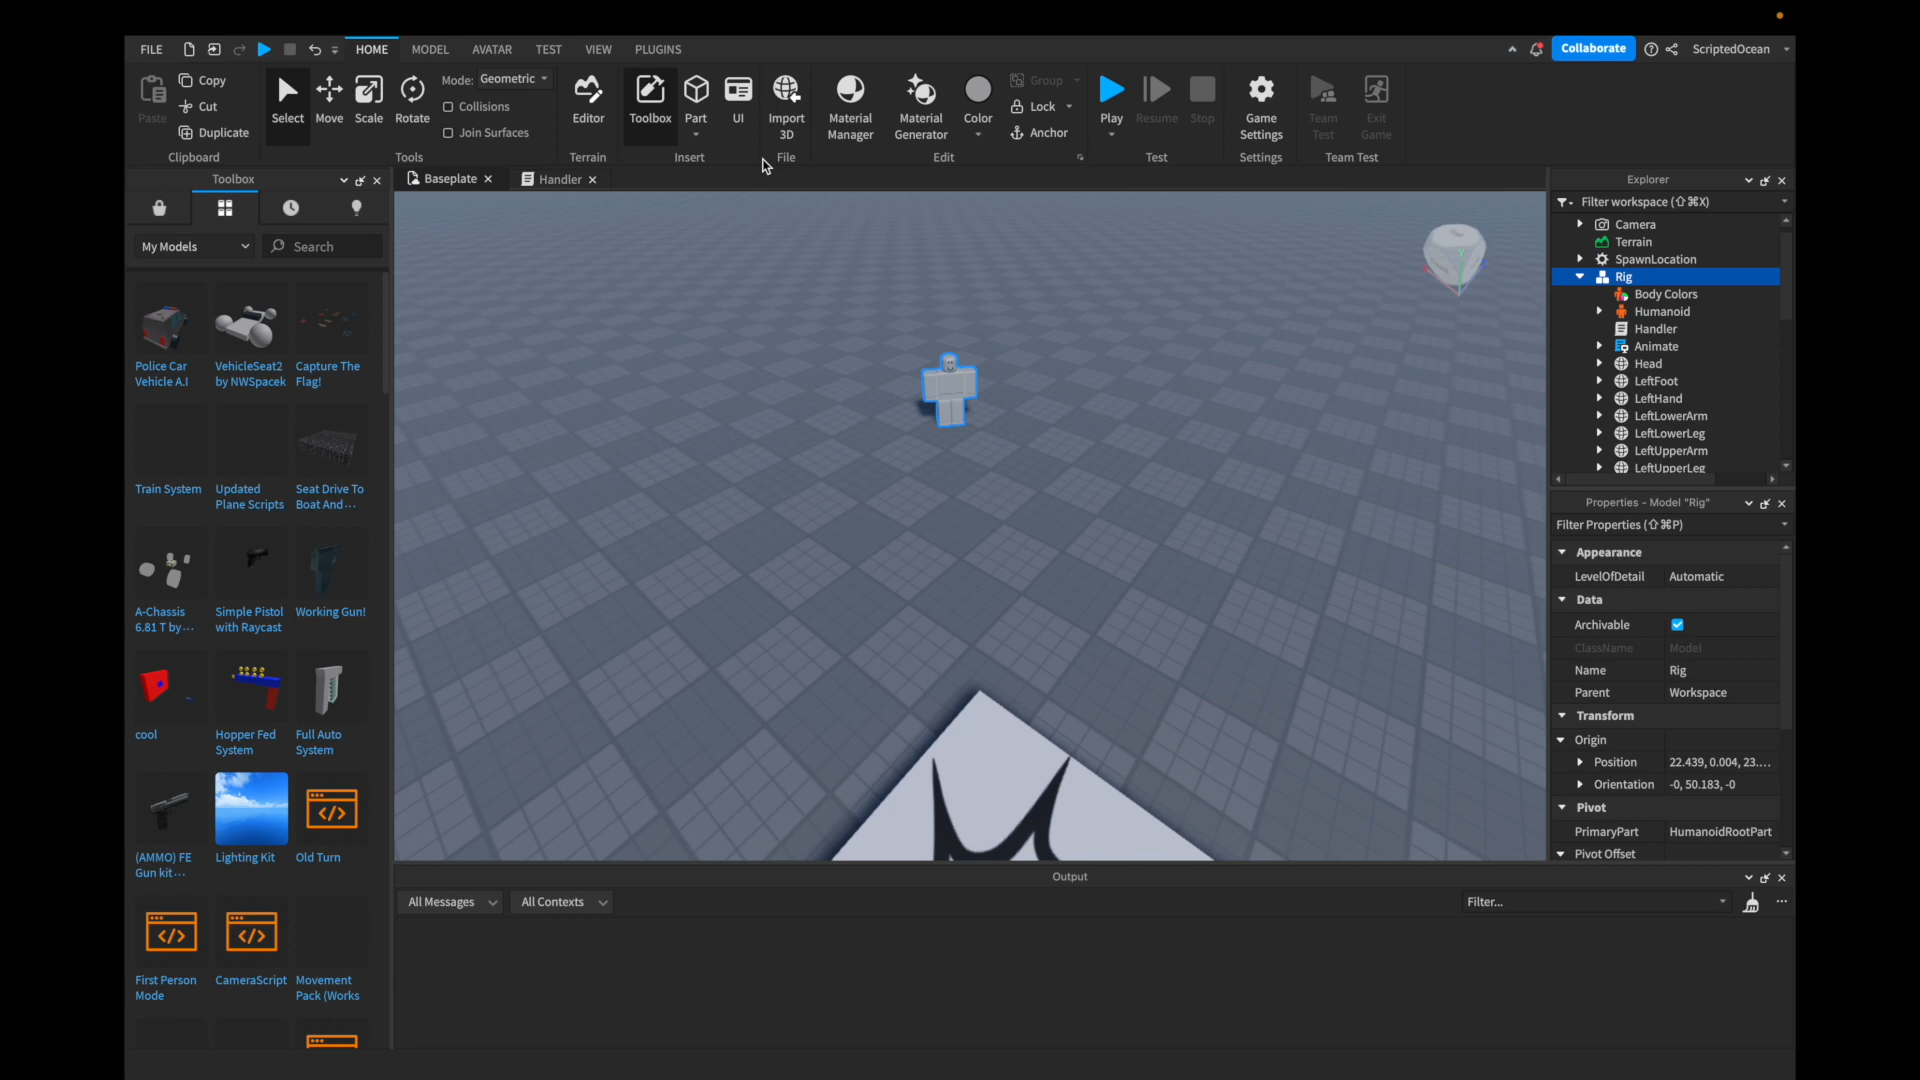 FILE HOME MODEL AVATAR TEST VIEW PLUGINS Collaborate ScriptedOcean
Paste Copy Cut Duplicate Clipboard
Select Move Scale Rotate Mode: Geometric Collisions Join Surfaces Tools
Editor Terrain
Toolbox Part UI Insert
Import 3D File
Material Manager Material Generator Color Group Lock Anchor Edit
Play Resume Stop Test
Game Settings Settings
Team Test Exit Game Team Test
Toolbox
My Models Search
Police Car Vehicle A.I
VehicleSeat2 by NWSpacek
Capture The Flag!
Train System
Updated Plane Scripts
Seat Drive To Boat And...
A-Chassis 6.81 T by...
Simple Pistol with Raycast
Working Gun!
cool
Hopper Fed System
Full Auto System
(AMMO) FE Gun kit...
Lighting Kit
Old Turn
First Person Mode
CameraScript
Movement Pack (Works
Baseplate Handler
Explorer
Filter workspace (⇧⌘X)
Camera
Terrain
SpawnLocation
Rig
Body Colors
Humanoid
Handler
Animate
Head
LeftFoot
LeftHand
LeftLowerArm
LeftLowerLeg
LeftUpperArm
LeftUpperLeg
Properties - Model "Rig"
Filter Properties (⇧⌘P)
Appearance
LevelOfDetail Automatic
Data
Archivable
ClassName Model
Name Rig
Parent Workspace
Transform
Origin
Position 22.439, 0.004, 23....
Orientation -0, 50.183, -0
Pivot
PrimaryPart HumanoidRootPart
Pivot Offset
Output
All Messages All Contexts Filter...